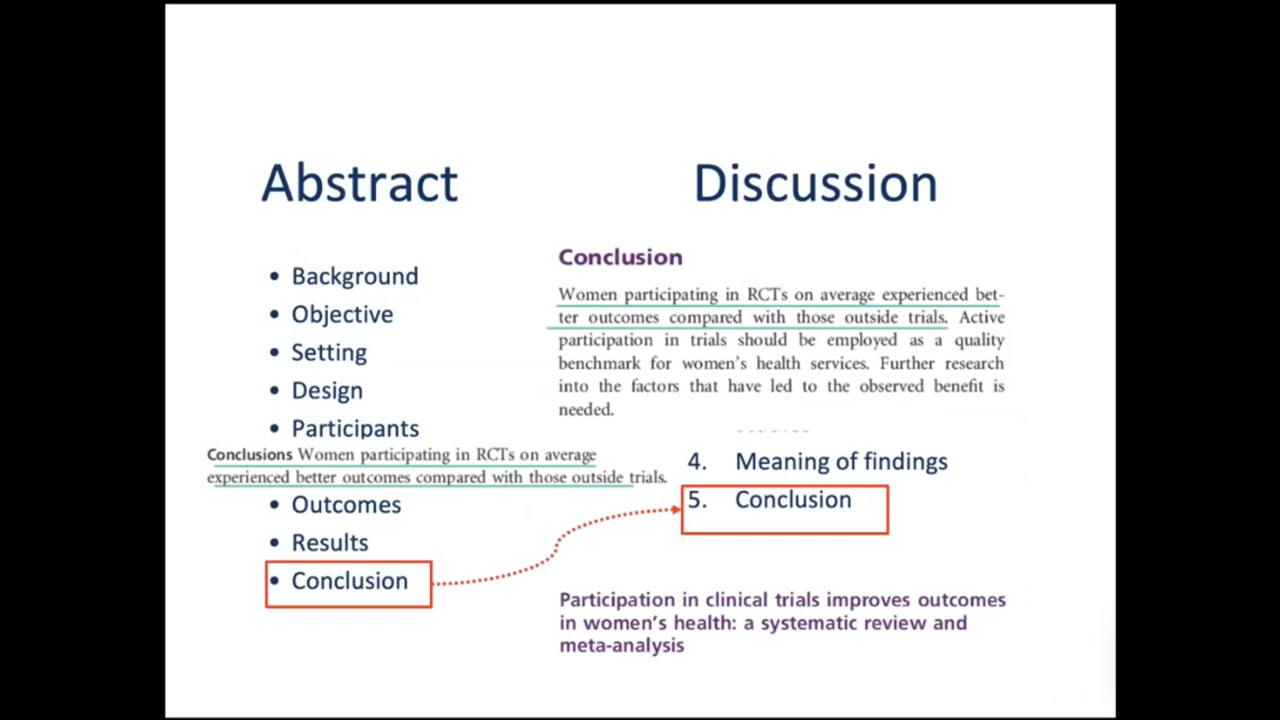 Abstract
Discussion
• Background
• Objective
• Setting
• Design
• Participants
Conclusions Women participating in RCTs on average
experienced better outcomes compared with those outside trials.
• Outcomes
• Results
• Conclusion
Conclusion
Women participating in RCTs on average experienced bet-
ter outcomes compared with those outside trials. Active
participation in trials should be employed as a quality
benchmark for women's health services. Further research
into the factors that have led to the observed benefit is
needed.
4. Meaning of findings
5. Conclusion
Participation in clinical trials improves outcomes
in women's health: a systematic review and
meta-analysis